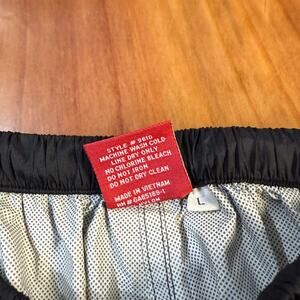 STYLE # 9610
MACHINE WASH COLD
LINE DRY ONLY
NO CHLORINE BLEACH
DO NOT IRON
DO NOT DRY CLEAN
MADE IN VIETNAM
L